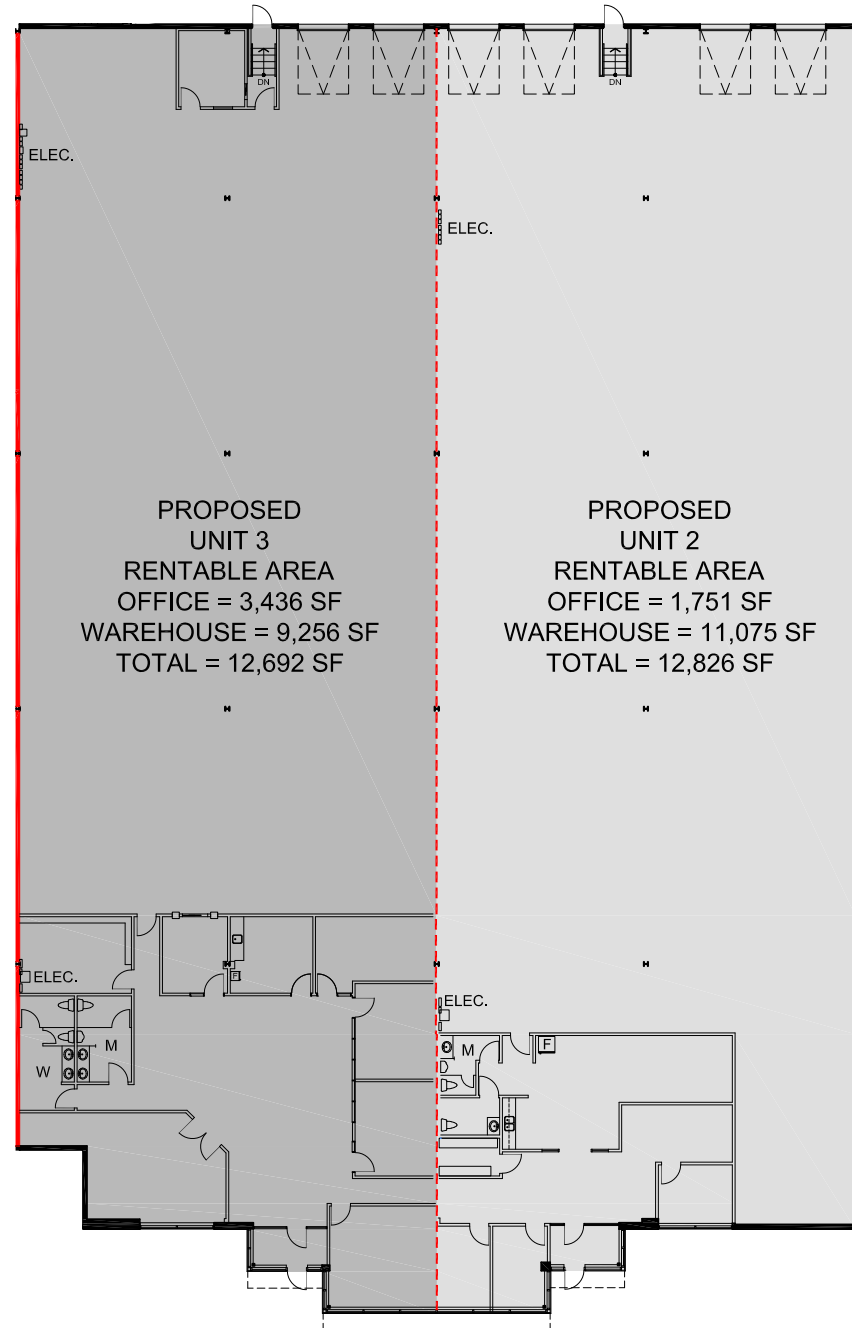 DN
DN
ELEC.
ELEC.
PROPOSED
UNIT 3
RENTABLE AREA
OFFICE = 3,436 SF
WAREHOUSE = 9,256 SF
TOTAL = 12,692 SF
PROPOSED
UNIT 2
RENTABLE AREA
OFFICE = 1,751 SF
WAREHOUSE = 11,075 SF
TOTAL = 12,826 SF
F
ELEC.
ELEC.
W
M
M
F